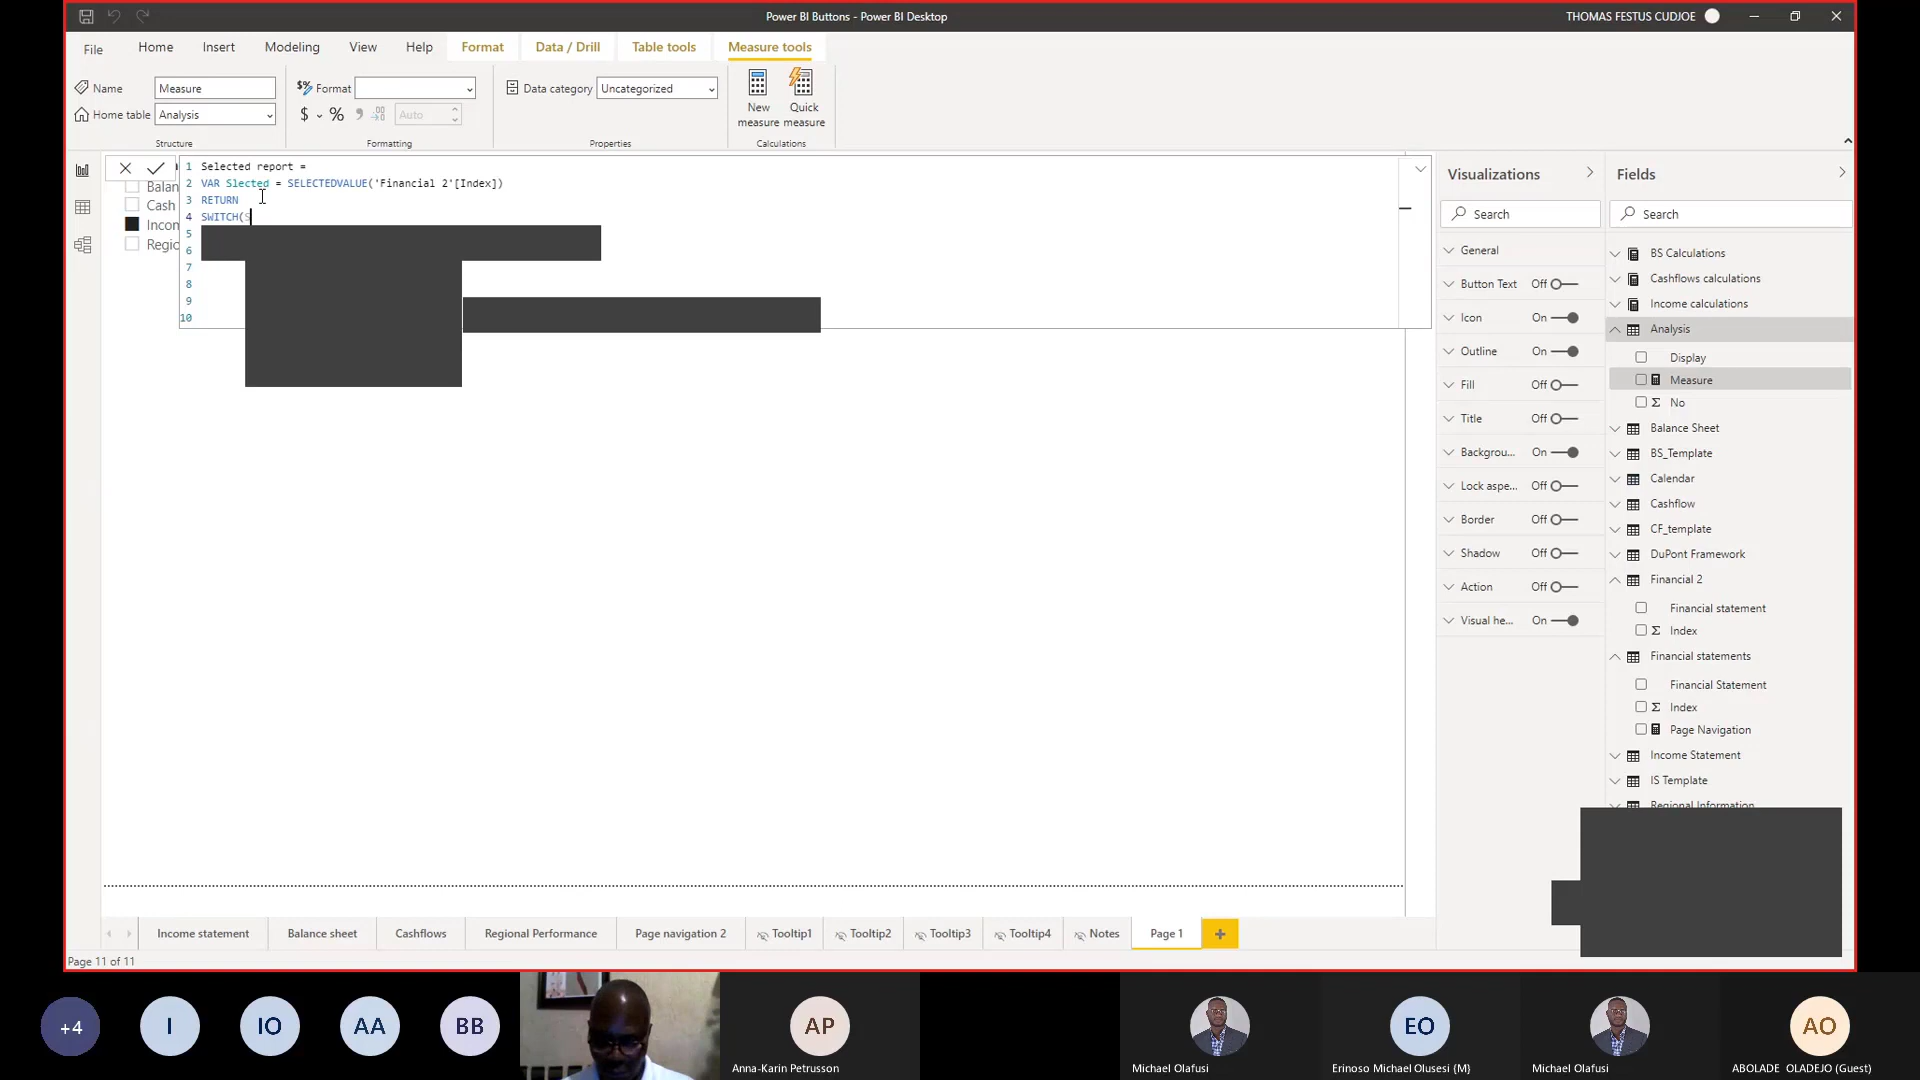 Power BI Buttons - Power BI Desktop
THOMAS FESTUS CUDJOE
File
Home
Insert
Modeling
View
Help
Format
Data / Drill
Table tools
Measure tools
Name
Measure
Home table
Analysis
Structure
Format
$ % Auto
Formatting
Data category
Uncategorized
Properties
New measure
Quick measure
Calculations
Balan
Cash
Incom
Regio
1 Selected report =
2 VAR Slected = SELECTEDVALUE('Financial 2'[Index])
3 RETURN
4 SWITCH(S
5
6
7
8
9
10
Visualizations
Search
General
Button Text Off
Icon On
Outline On
Fill Off
Title Off
Backgrou... On
Lock aspe... Off
Border Off
Shadow Off
Action Off
Visual he... On
Fields
Search
BS Calculations
Cashflows calculations
Income calculations
Analysis
Display
Measure
No
Balance Sheet
BS_Template
Calendar
Cashflow
CF_template
DuPont Framework
Financial 2
Financial statement
Index
Financial statements
Financial Statement
Index
Page Navigation
Income Statement
IS Template
Regional Information
Income statement
Balance sheet
Cashflows
Regional Performance
Page navigation 2
Tooltip1
Tooltip2
Tooltip3
Tooltip4
Notes
Page 1
Page 11 of 11
+4
I
IO
AA
BB
AP
Anna-Karin Petrusson
Michael Olafusi
EO
Erinoso Michael Olusesi (M)
Michael Olafusi
AO
ABOLADE OLADEJO (Guest)